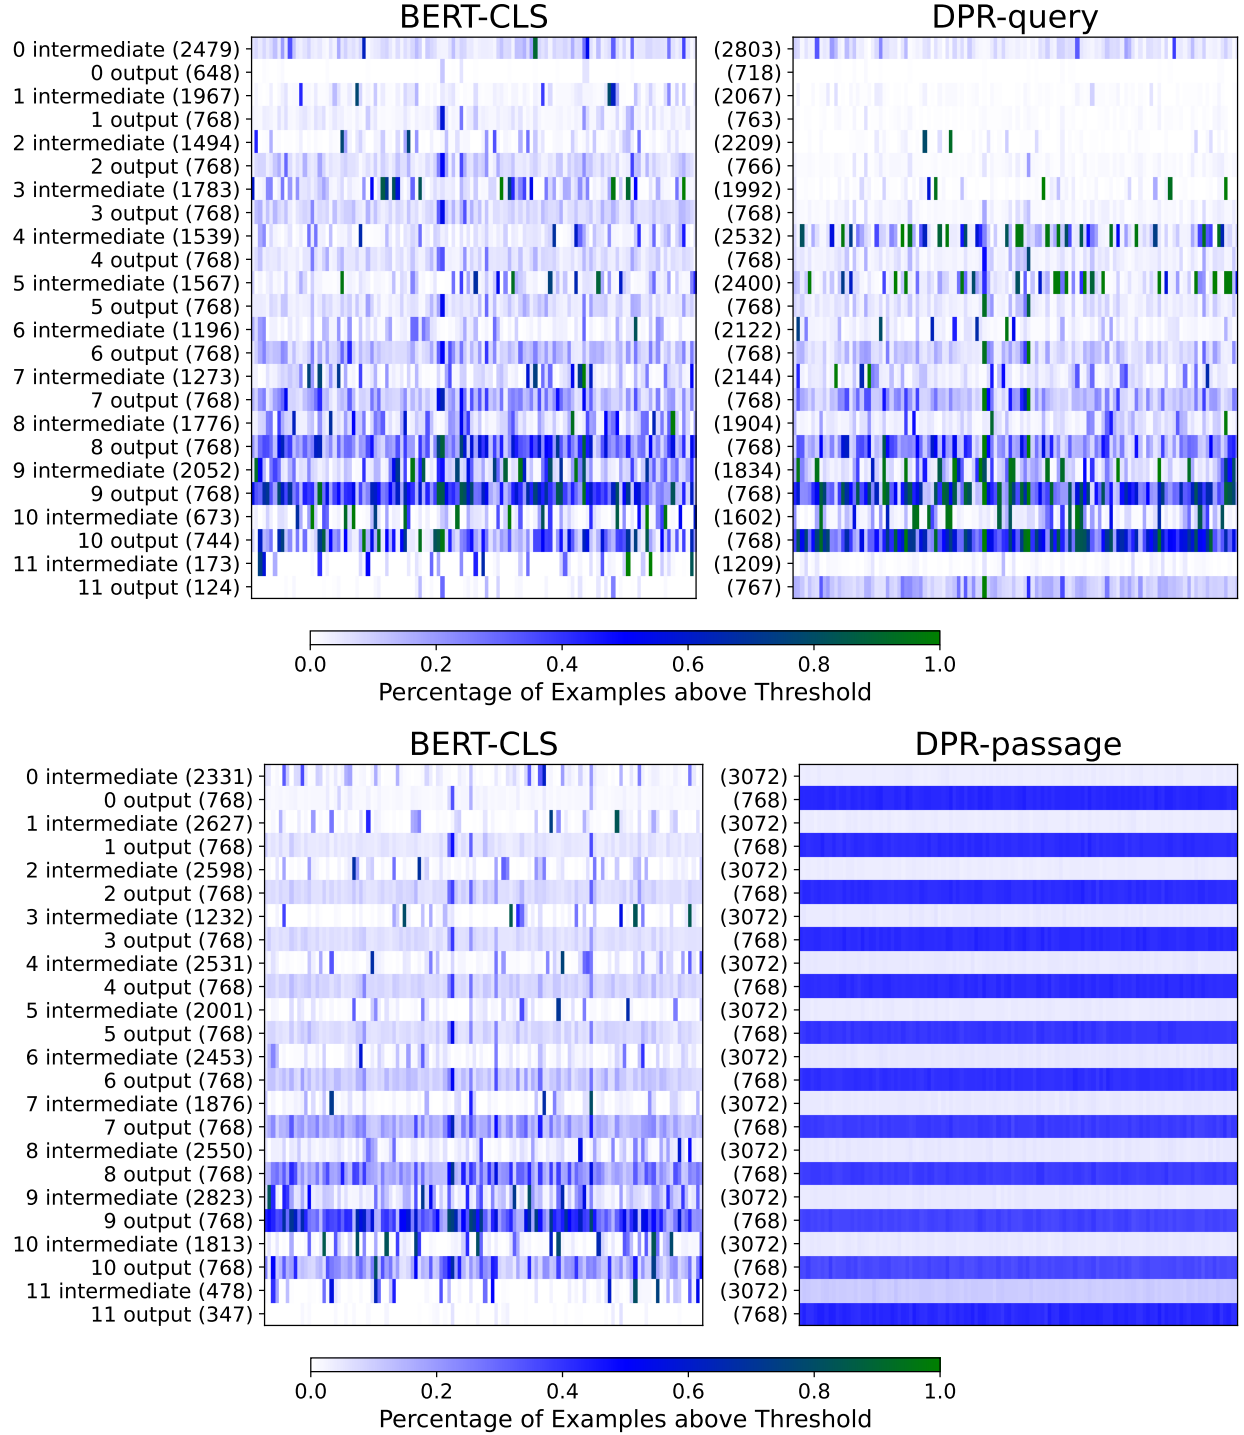 BERT-CLS DPR-query
0 intermediate (2479) (2803)
0 output (648) (718)
1 intermediate (1967) (2067)
1 output (768) (763)
2 intermediate (1494) (2209)
2 output (768) (766)
3 intermediate (1783) (1992)
3 output (768) (768)
4 intermediate (1539) (2532)
4 output (768) (768)
5 intermediate (1567) (2400)
5 output (768) (768)
6 intermediate (1196) (2122)
6 output (768) (768)
7 intermediate (1273) (2144)
7 output (768) (768)
8 intermediate (1776) (1904)
8 output (768) (768)
9 intermediate (2052) (1834)
9 output (768) (768)
10 intermediate (673) (1602)
10 output (744) (768)
11 intermediate (173) (1209)
11 output (124) (767)
0.0 0.2 0.4 0.6 0.8 1.0
Percentage of Examples above Threshold
BERT-CLS DPR-passage
0 intermediate (2331) (3072)
0 output (768) (768)
1 intermediate (2627) (3072)
1 output (768) (768)
2 intermediate (2598) (3072)
2 output (768) (768)
3 intermediate (1232) (3072)
3 output (768) (768)
4 intermediate (2531) (3072)
4 output (768) (768)
5 intermediate (2001) (3072)
5 output (768) (768)
6 intermediate (2453) (3072)
6 output (768) (768)
7 intermediate (1876) (3072)
7 output (768) (768)
8 intermediate (2550) (3072)
8 output (768) (768)
9 intermediate (2823) (3072)
9 output (768) (768)
10 intermediate (1813) (3072)
10 output (768) (768)
11 intermediate (478) (3072)
11 output (347) (768)
0.0 0.2 0.4 0.6 0.8 1.0
Percentage of Examples above Threshold